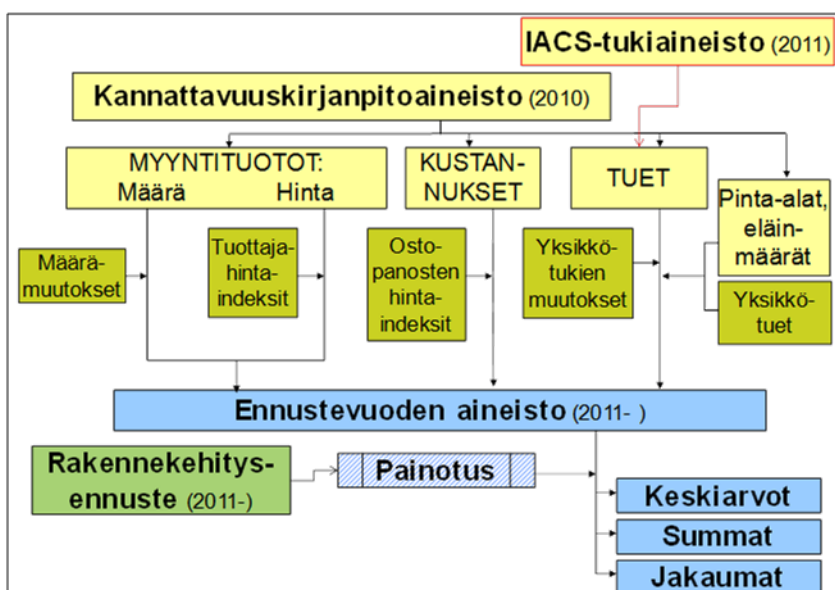 IACS-tukiaineisto (2011)
Kannattavuuskirjanpitoaineisto (2010)
MYYNTITUOTOT:
Määrä Hinta
KUSTAN-
NUKSET
TUET
Pinta-alat,
eläin-
määrät
Määrä-
muutokset
Tuottaja-
hinta-
indeksit
Osto-
panosten
hinta-
indeksit
Yksikkö-
tukien
muutokset
Yksikkö-
tuet
Ennustevuoden aineisto (2011- )
Rakennekehitys-
ennuste (2011-)
Painotus
Keskiarvot
Summat
Jakaumat